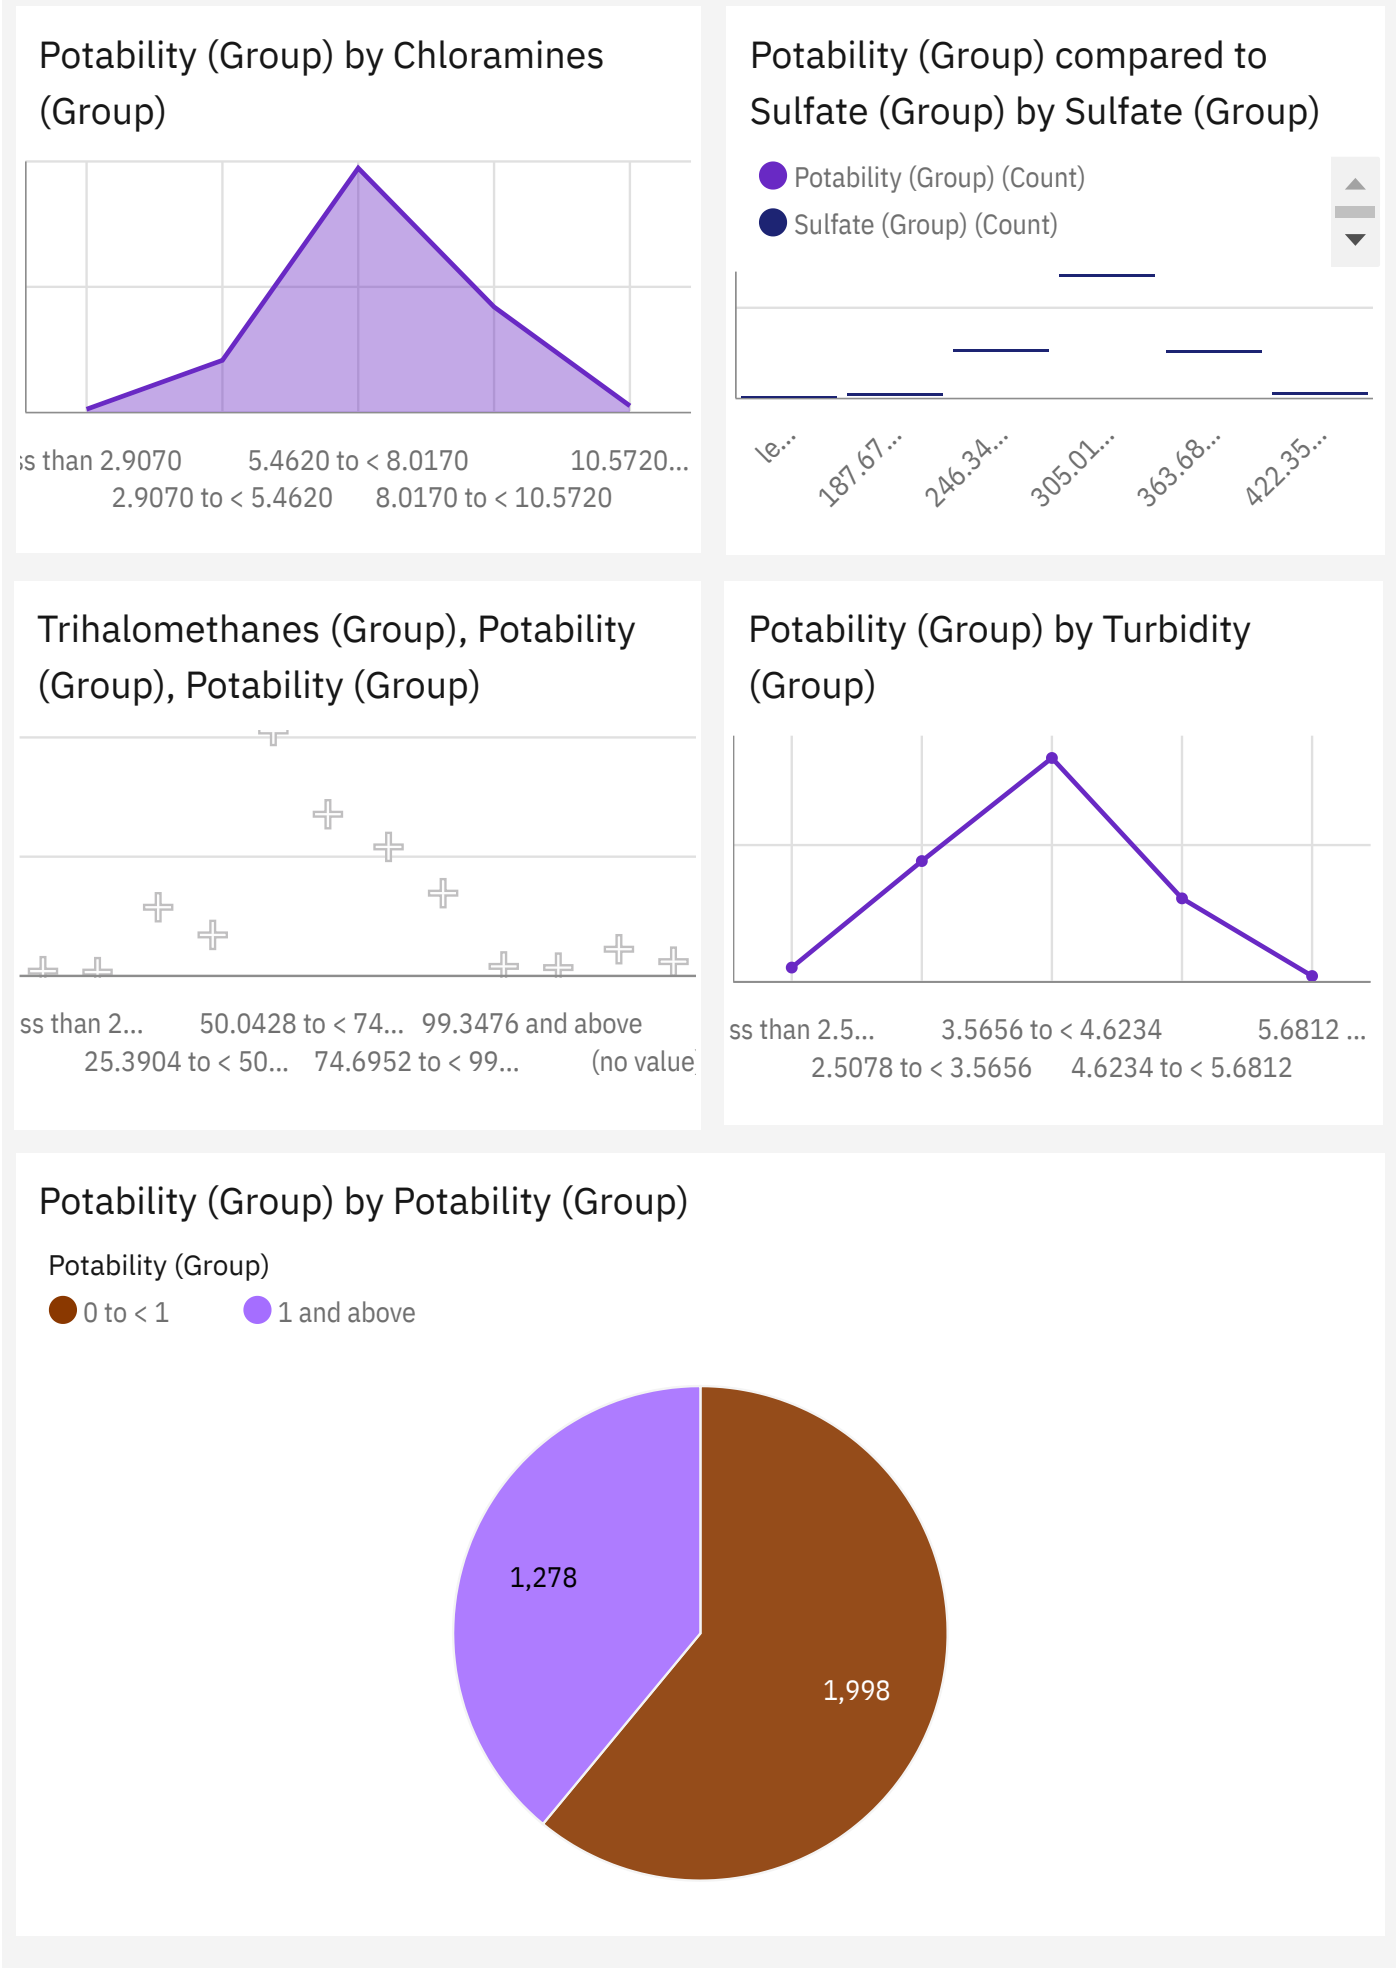 Potability (Group) by Chloramines
(Group)
ss than 2.9070
5.4620 to < 8.0170
10.5720...
2.9070 to < 5.4620
8.0170 to < 10.5720
Potability (Group) compared to
Sulfate (Group) by Sulfate (Group)
Potability (Group) (Count)
Sulfate (Group) (Count)
le...
187.67...
246.34...
305.01...
363.68...
422.35...
Trihalomethanes (Group), Potability
(Group), Potability (Group)
ss than 2...
50.0428 to < 74...
99.3476 and above
25.3904 to < 50...
74.6952 to < 99...
(no value)
Potability (Group) by Turbidity
(Group)
ss than 2.5...
3.5656 to < 4.6234
5.6812 ...
2.5078 to < 3.5656
4.6234 to < 5.6812
Potability (Group) by Potability (Group)
Potability (Group)
0 to < 1
1 and above
1,278
1,998